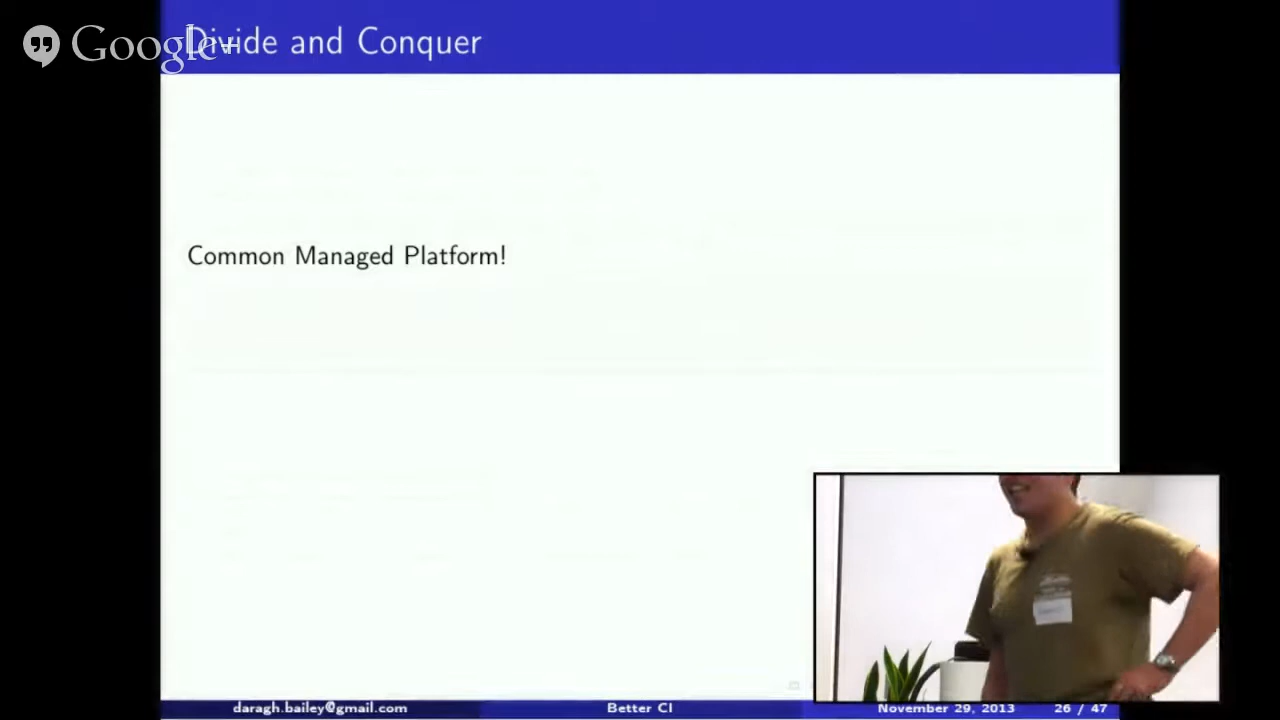 Google+
Divide and Conquer
Common Managed Platform!
daragh.bailey@gmail.com Better CI November 29, 2013 26 / 47